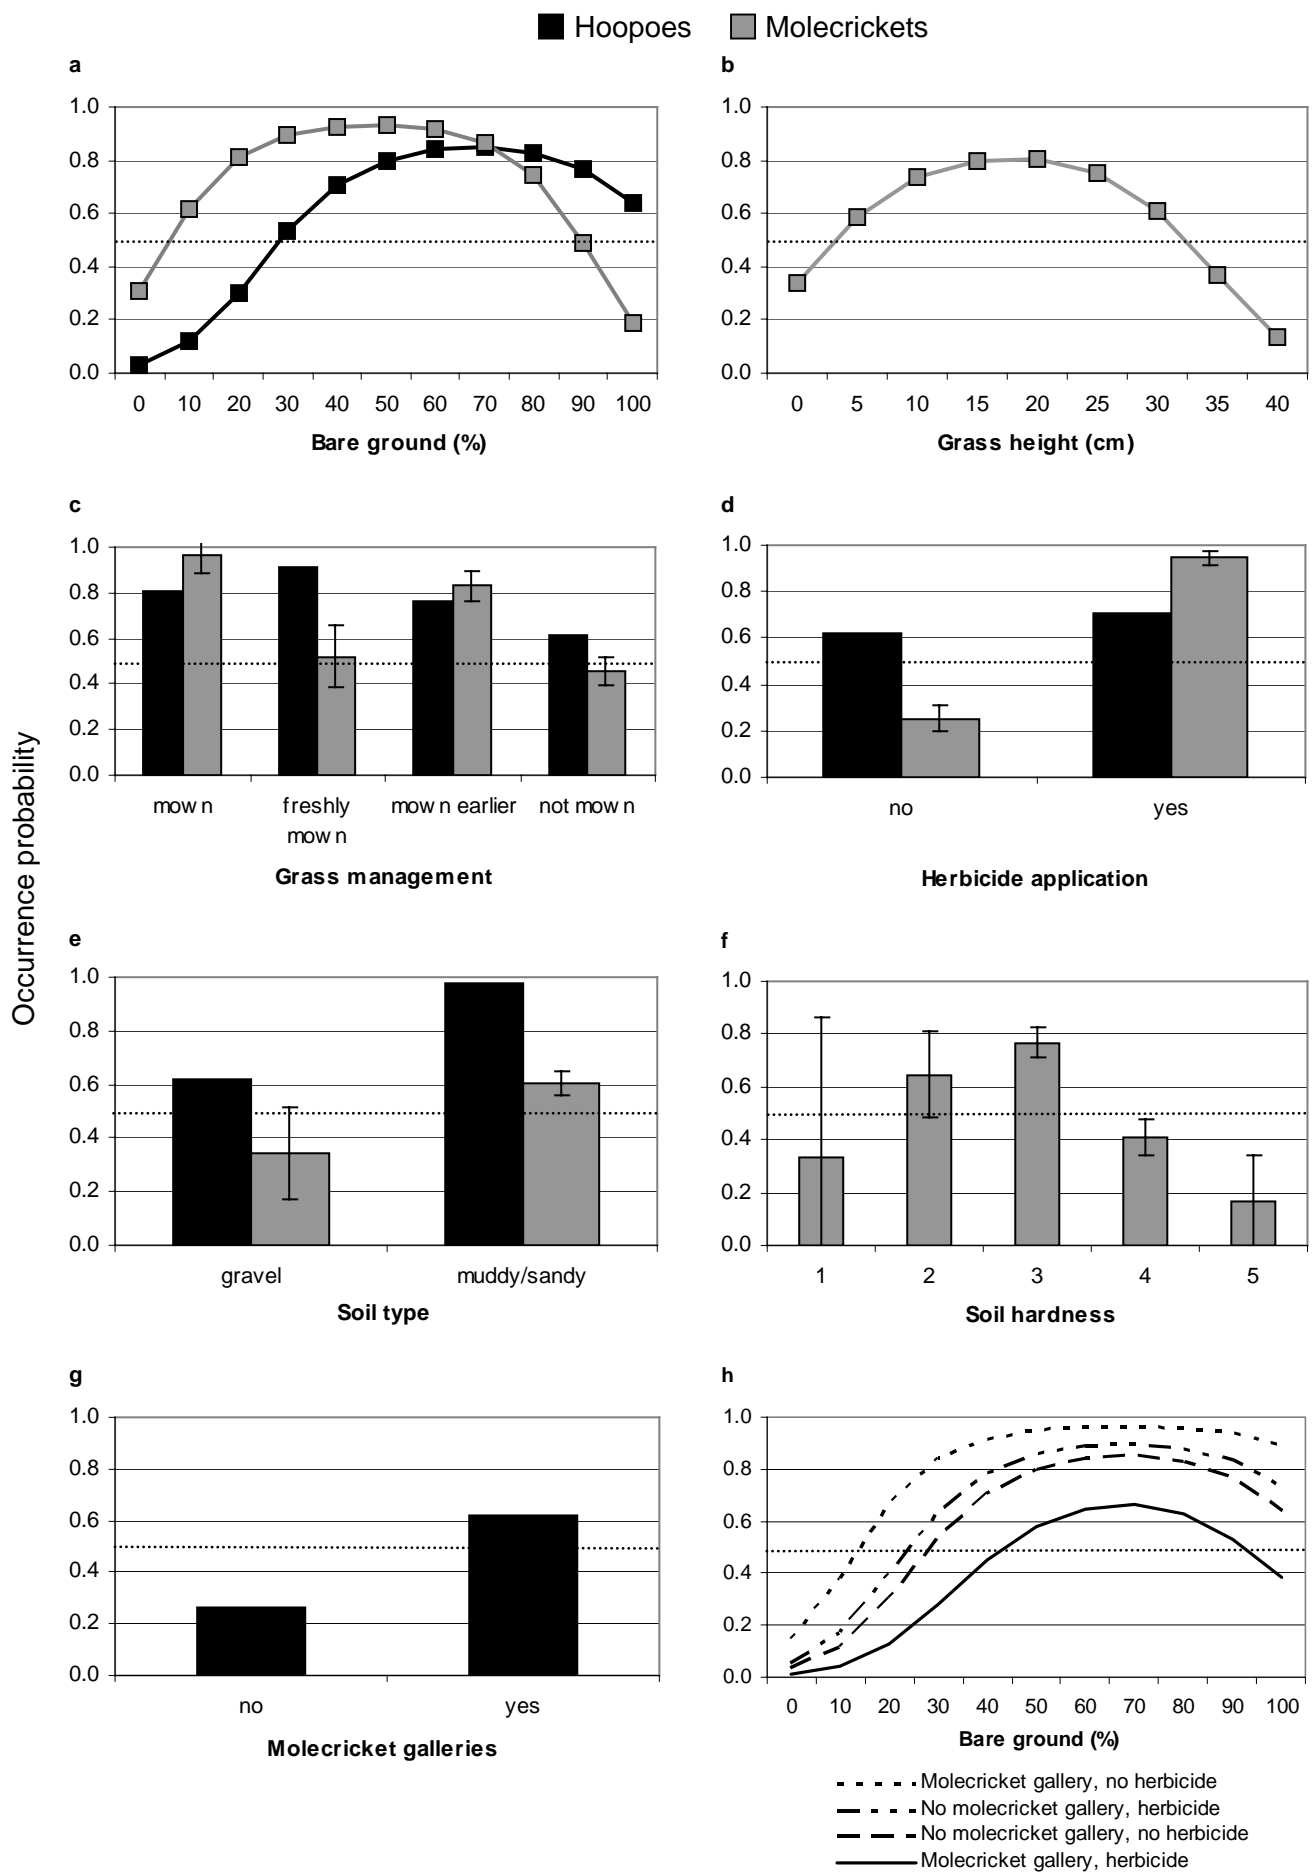 Hoopoes Molecrickets
Occurrence probability
a
1.0
0.8
0.6
0.4
0.2
0.0
0 10 20 30 40 50 60 70 80 90 100
Bare ground (%)
b
1.0
0.8
0.6
0.4
0.2
0.0
0 5 10 15 20 25 30 35 40
Grass height (cm)
c
1.0
0.8
0.6
0.4
0.2
0.0
mow n freshly mow n earlier not mow n
mow n
Grass management
d
1.0
0.8
0.6
0.4
0.2
0.0
no yes
Herbicide application
e
1.0
0.8
0.6
0.4
0.2
0.0
gravel muddy/sandy
Soil type
f
1.0
0.8
0.6
0.4
0.2
0.0
1 2 3 4 5
Soil hardness
g
1.0
0.8
0.6
0.4
0.2
0.0
no yes
Molecricket galleries
h
1.0
0.8
0.6
0.4
0.2
0.0
0 10 20 30 40 50 60 70 80 90 100
Bare ground (%)
Molecricket gallery, no herbicide
No molecricket gallery, herbicide
No molecricket gallery, no herbicide
Molecricket gallery, herbicide